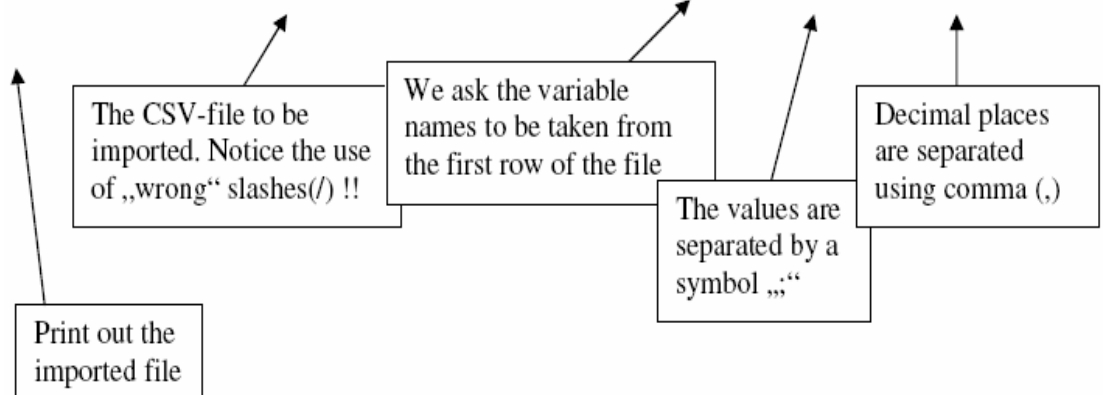 The CSV-file to be
imported. Notice the use
of „wrong“ slashes(/) !!
We ask the variable
names to be taken from
the first row of the file
The values are
separated by a
symbol „;“
Decimal places
are separated
using comma (,)
Print out the
imported file